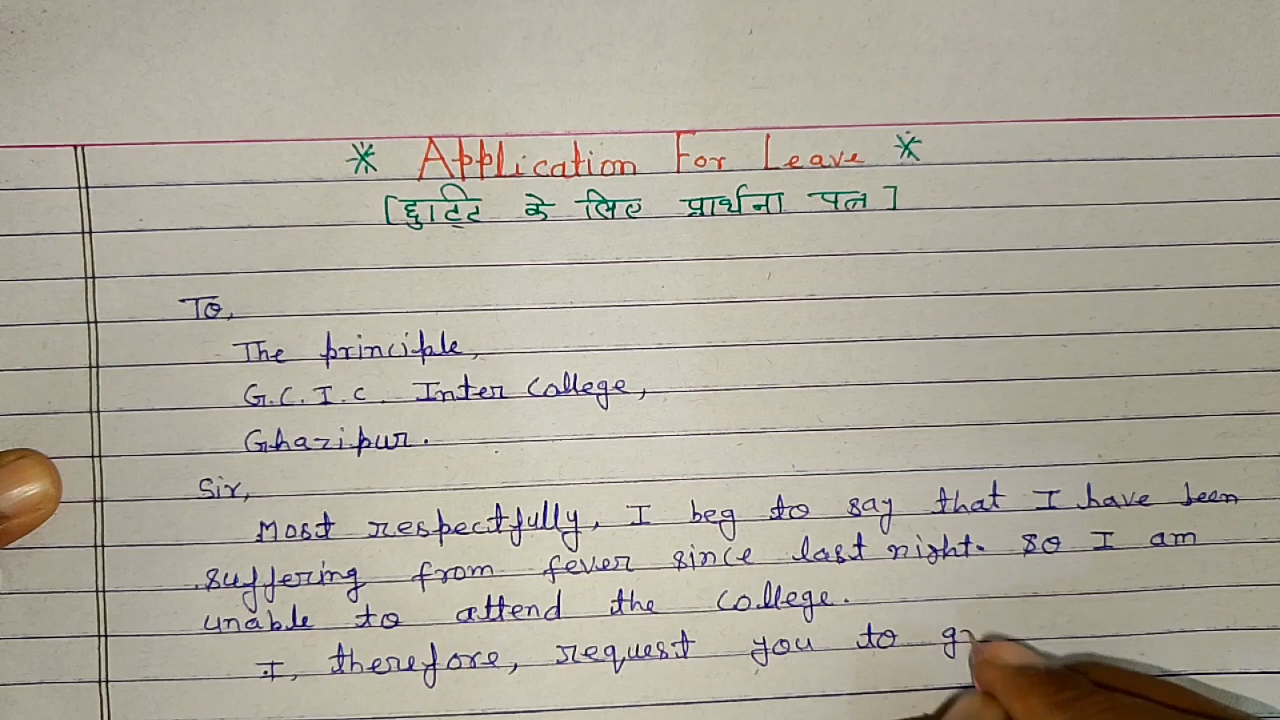 * Application For Leave *
[छुट्टि के लिए प्रार्थना पत्र]
To,
The principle,
G.C.I.C. Inter College,
Ghazipur.
Sir,
Most respectfully, I beg to say that I have been
suffering from fever since last night. So I am
unable to attend the College.
I, therefore, request you to